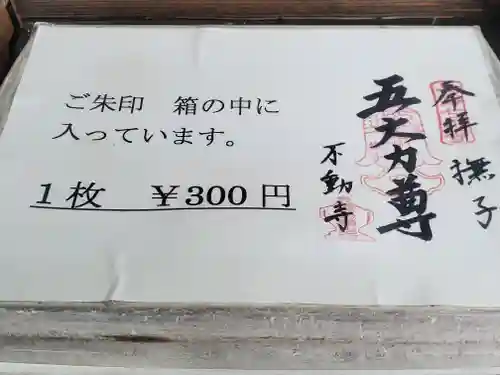 ご朱印　箱の中に
入っています。
１枚　￥300円
奉拝　撫子
五大力尊
不動寺